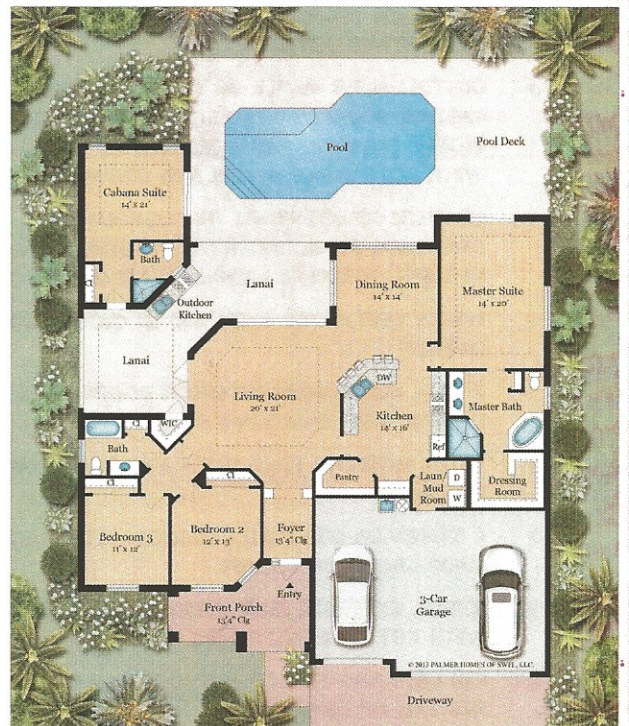 Pool
Pool Deck
Cabana Suite
14' x 21'
Bath
Cl
Outdoor
Kitchen
Lanai
Dining Room
14' x 14'
Master Suite
14' x 20'
Lanai
Living Room
20' x 21'
DW
Kitchen
14' x 16'
Ref
Master Bath
Cl
WIC
Bath
Cl
Cl
Pantry
Laun/
Mud
Room
D
W
Dressing
Room
Bedroom 3
11' x 12'
Bedroom 2
12' x 13'
Foyer
13'4" Clg
Entry
Front Porch
13'4" Clg
3-Car
Garage
© 2013 PALMER HOMES OF SWFL, LLC.
Driveway